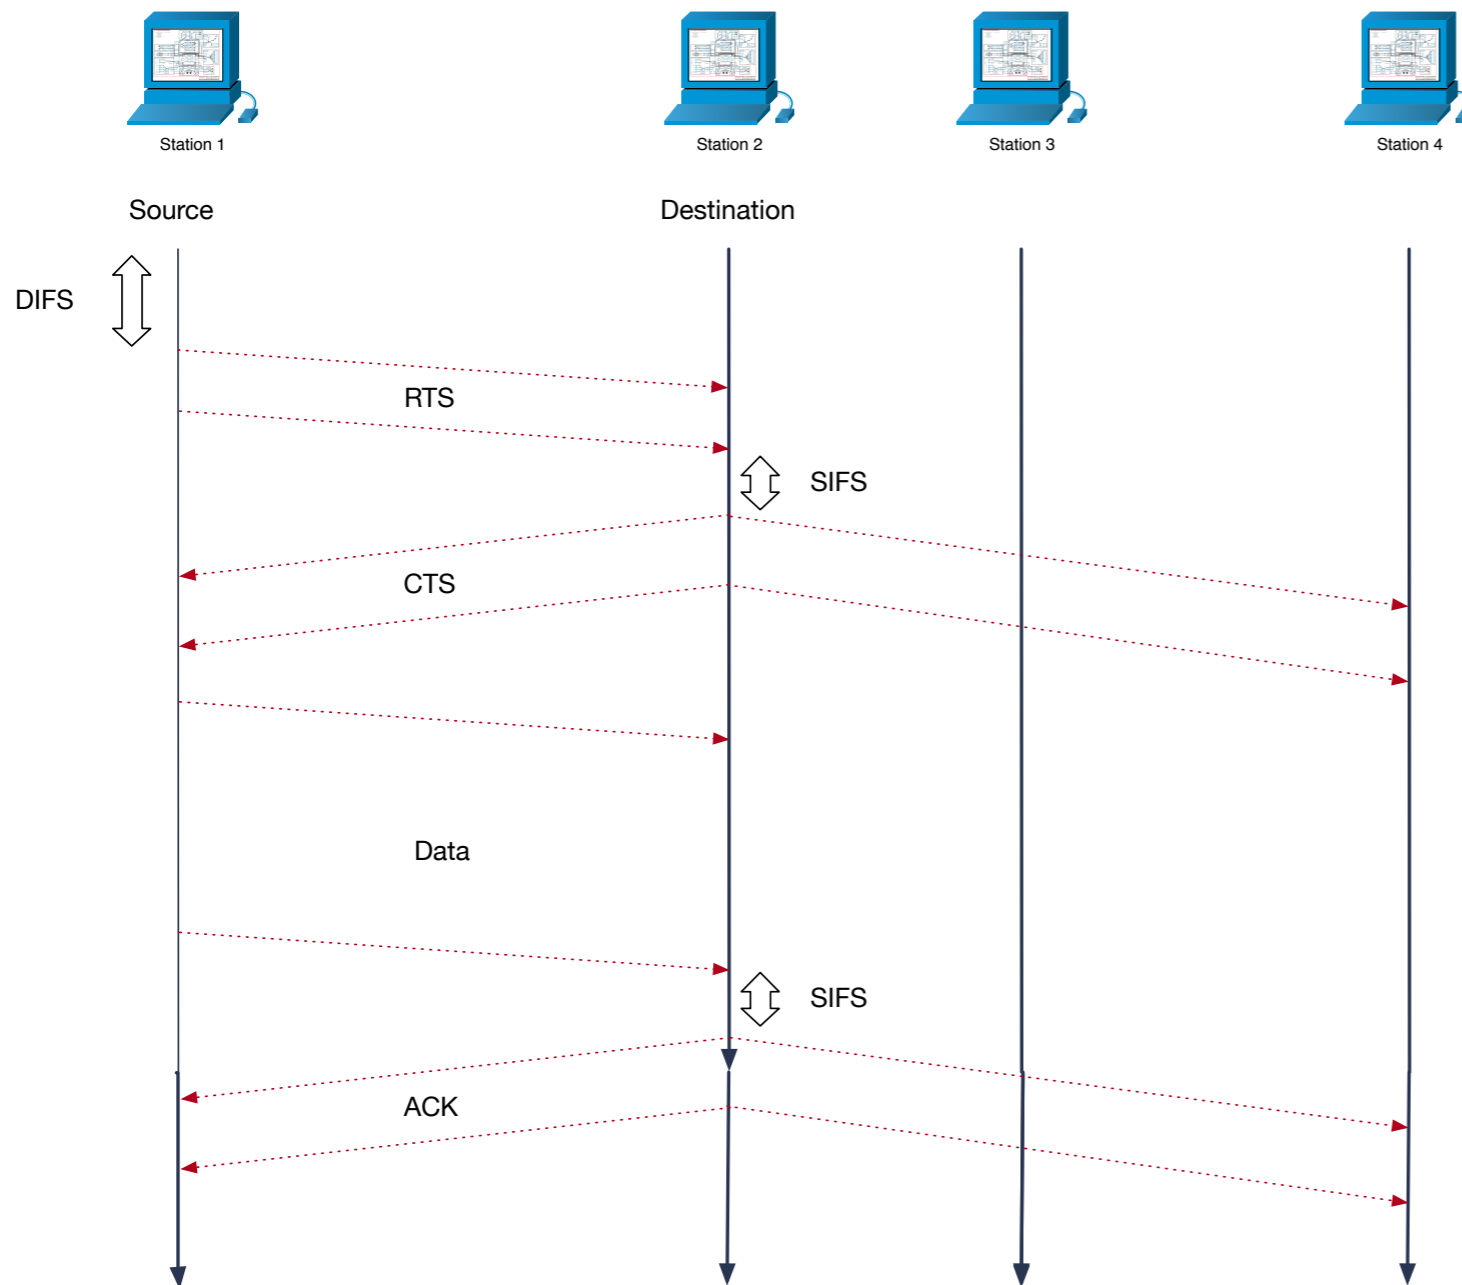 Station 1
Station 2
Station 3
Station 4
Source
Destination
DIFS
RTS
SIFS
CTS
Data
SIFS
ACK